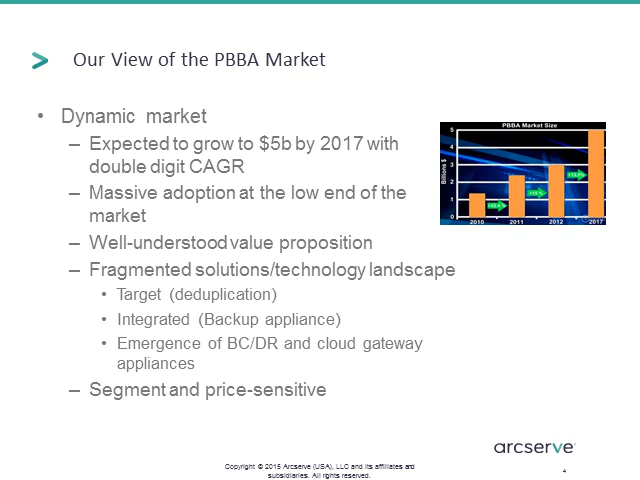 Our View of the PBBA Market
• Dynamic market
– Expected to grow to $5b by 2017 with
double digit CAGR
– Massive adoption at the low end of the
market
– Well-understood value proposition
– Fragmented solutions/technology landscape
• Target (deduplication)
• Integrated (Backup appliance)
• Emergence of BC/DR and cloud gateway
appliances
– Segment and price-sensitive
PBBA Market Size
Billions $
5
4
3
2
1
0
2010
2011
2012
2017
arcserve
Copyright © 2015 Arcserve (USA), LLC and its affiliates and
subsidiaries. All rights reserved.
4